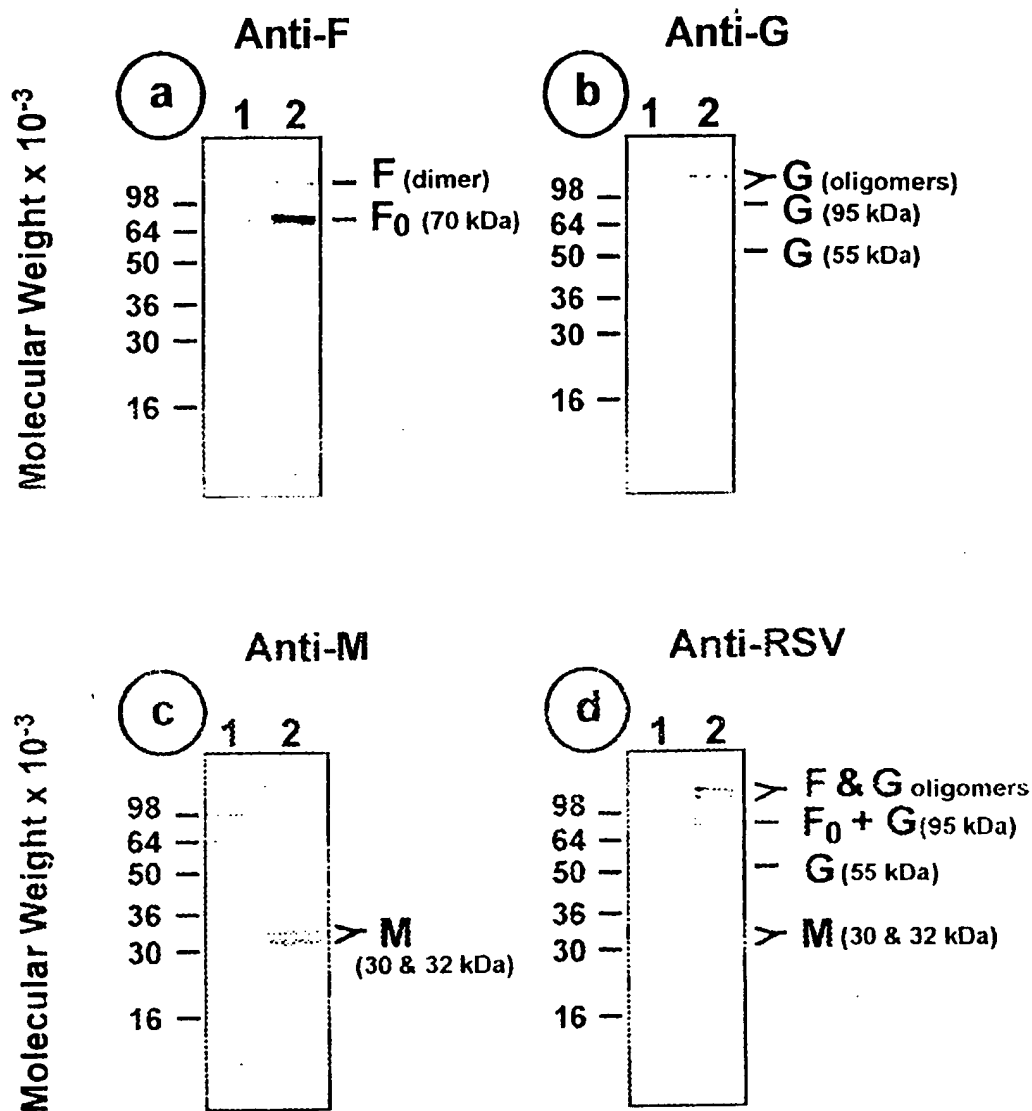 Anti-F
a
1 2
Molecular Weight x 10-3
98
64
50
36
30
16
F (dimer)
F0 (70 kDa)
Anti-G
b
1 2
98
64
50
36
30
16
G (oligomers)
G (95 kDa)
G (55 kDa)
Anti-M
c
1 2
Molecular Weight x 10-3
98
64
50
36
30
16
M
(30 & 32 kDa)
Anti-RSV
d
1 2
98
64
50
36
30
16
F & G oligomers
F0 + G (95 kDa)
G (55 kDa)
M (30 & 32 kDa)